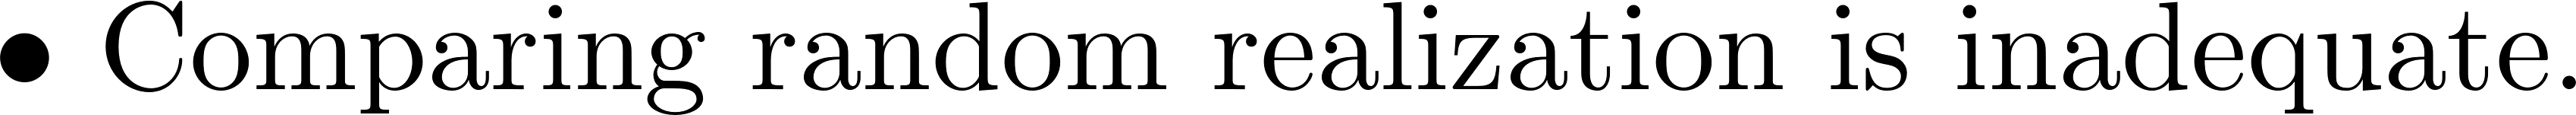 • Comparing random realization is inadequate.